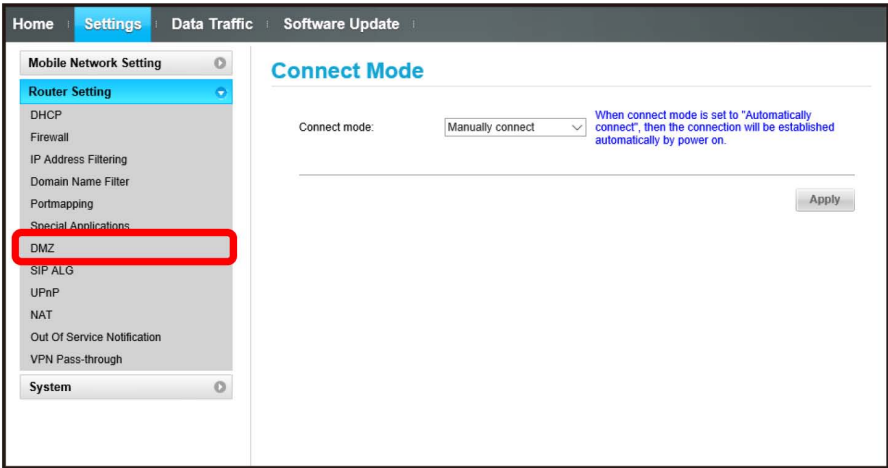 Home Settings Data Traffic Software Update
Mobile Network Setting
Router Setting
DHCP
Firewall
IP Address Filtering
Domain Name Filter
Portmapping
Special Applications
DMZ
SIP ALG
UPnP
NAT
Out Of Service Notification
VPN Pass-through
System
Connect Mode
Connect mode: Manually connect
When connect mode is set to "Automatically
connect", then the connection will be established
automatically by power on.
Apply